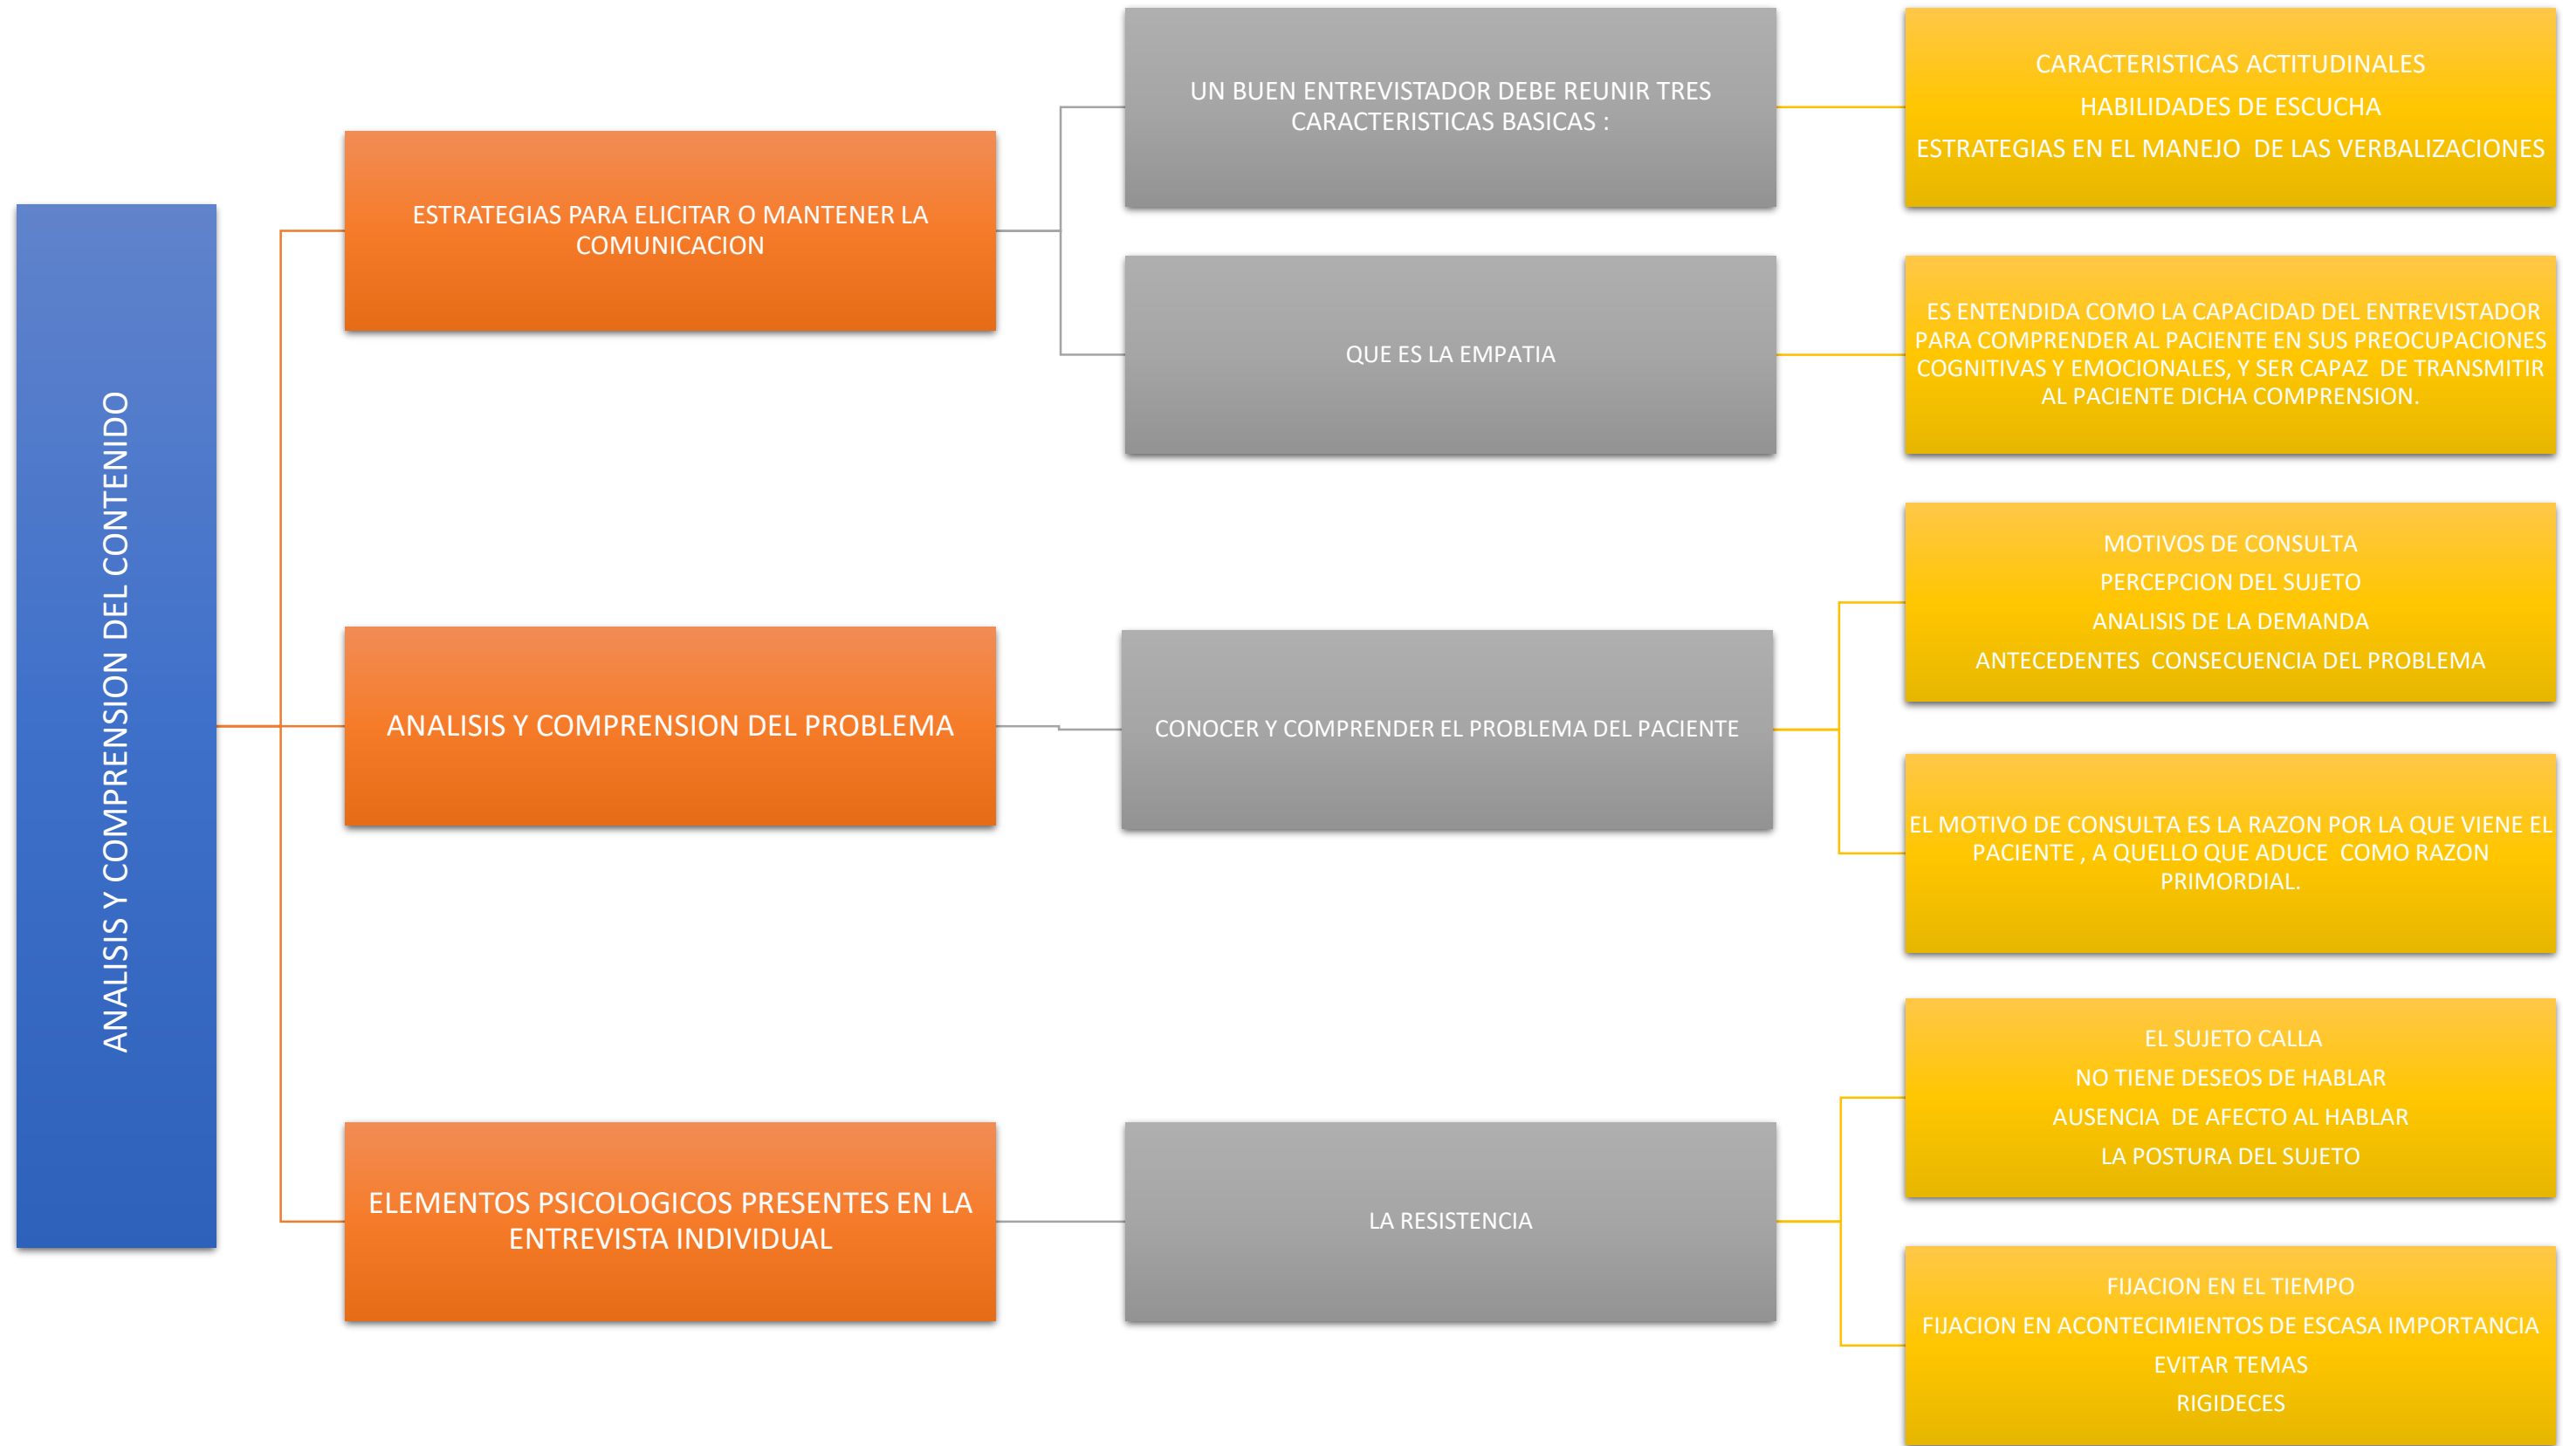 ANALISIS Y COMPRENSION DEL CONTENIDO
ESTRATEGIAS PARA ELICITAR O MANTENER LA
COMUNICACION
UN BUEN ENTREVISTADOR DEBE REUNIR TRES
CARACTERISTICAS BASICAS :
CARACTERISTICAS ACTITUDINALES
HABILIDADES DE ESCUCHA
ESTRATEGIAS EN EL MANEJO  DE LAS VERBALIZACIONES
QUE ES LA EMPATIA
ES ENTENDIDA COMO LA CAPACIDAD DEL ENTREVISTADOR
PARA COMPRENDER AL PACIENTE EN SUS PREOCUPACIONES
COGNITIVAS Y EMOCIONALES, Y SER CAPAZ  DE TRANSMITIR
AL PACIENTE DICHA COMPRENSION.
ANALISIS Y COMPRENSION DEL PROBLEMA
CONOCER Y COMPRENDER EL PROBLEMA DEL PACIENTE
MOTIVOS DE CONSULTA
PERCEPCION DEL SUJETO
ANALISIS DE LA DEMANDA
ANTECEDENTES  CONSECUENCIA DEL PROBLEMA
EL MOTIVO DE CONSULTA ES LA RAZON POR LA QUE VIENE EL
PACIENTE , A QUELLO QUE ADUCE  COMO RAZON
PRIMORDIAL.
ELEMENTOS PSICOLOGICOS PRESENTES EN LA
ENTREVISTA INDIVIDUAL
LA RESISTENCIA
EL SUJETO CALLA
NO TIENE DESEOS DE HABLAR
AUSENCIA  DE AFECTO AL HABLAR
LA POSTURA DEL SUJETO
FIJACION EN EL TIEMPO
FIJACION EN ACONTECIMIENTOS DE ESCASA IMPORTANCIA
EVITAR TEMAS
RIGIDECES